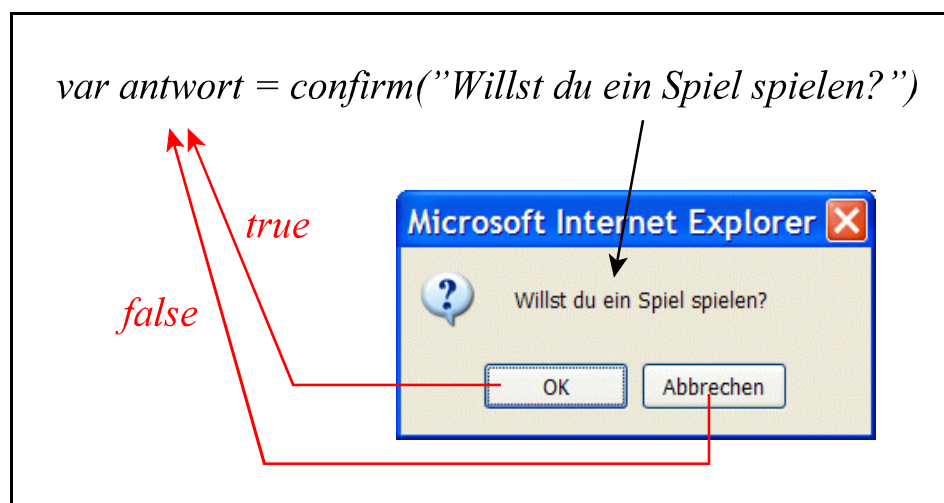 var antwort = confirm(”Willst du ein Spiel spielen?”)
true
Microsoft Internet Explorer
false
Willst du ein Spiel spielen?
OK
Abbrechen